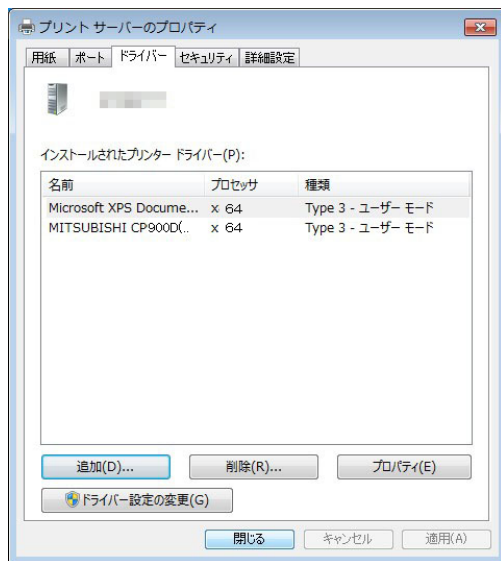 プリント サーバーのプロパティ
用紙 ポート ドライバー セキュリティ 詳細設定
インストールされたプリンター ドライバー(P):
名前 プロセッサ 種類
Microsoft XPS Docume... x 64 Type 3 - ユーザー モード
MITSUBISHI CP900D(.. x 64 Type 3 - ユーザー モード
追加(D)... 削除(R)... プロパティ(E)
ドライバー設定の変更(G)
閉じる キャンセル 適用(A)